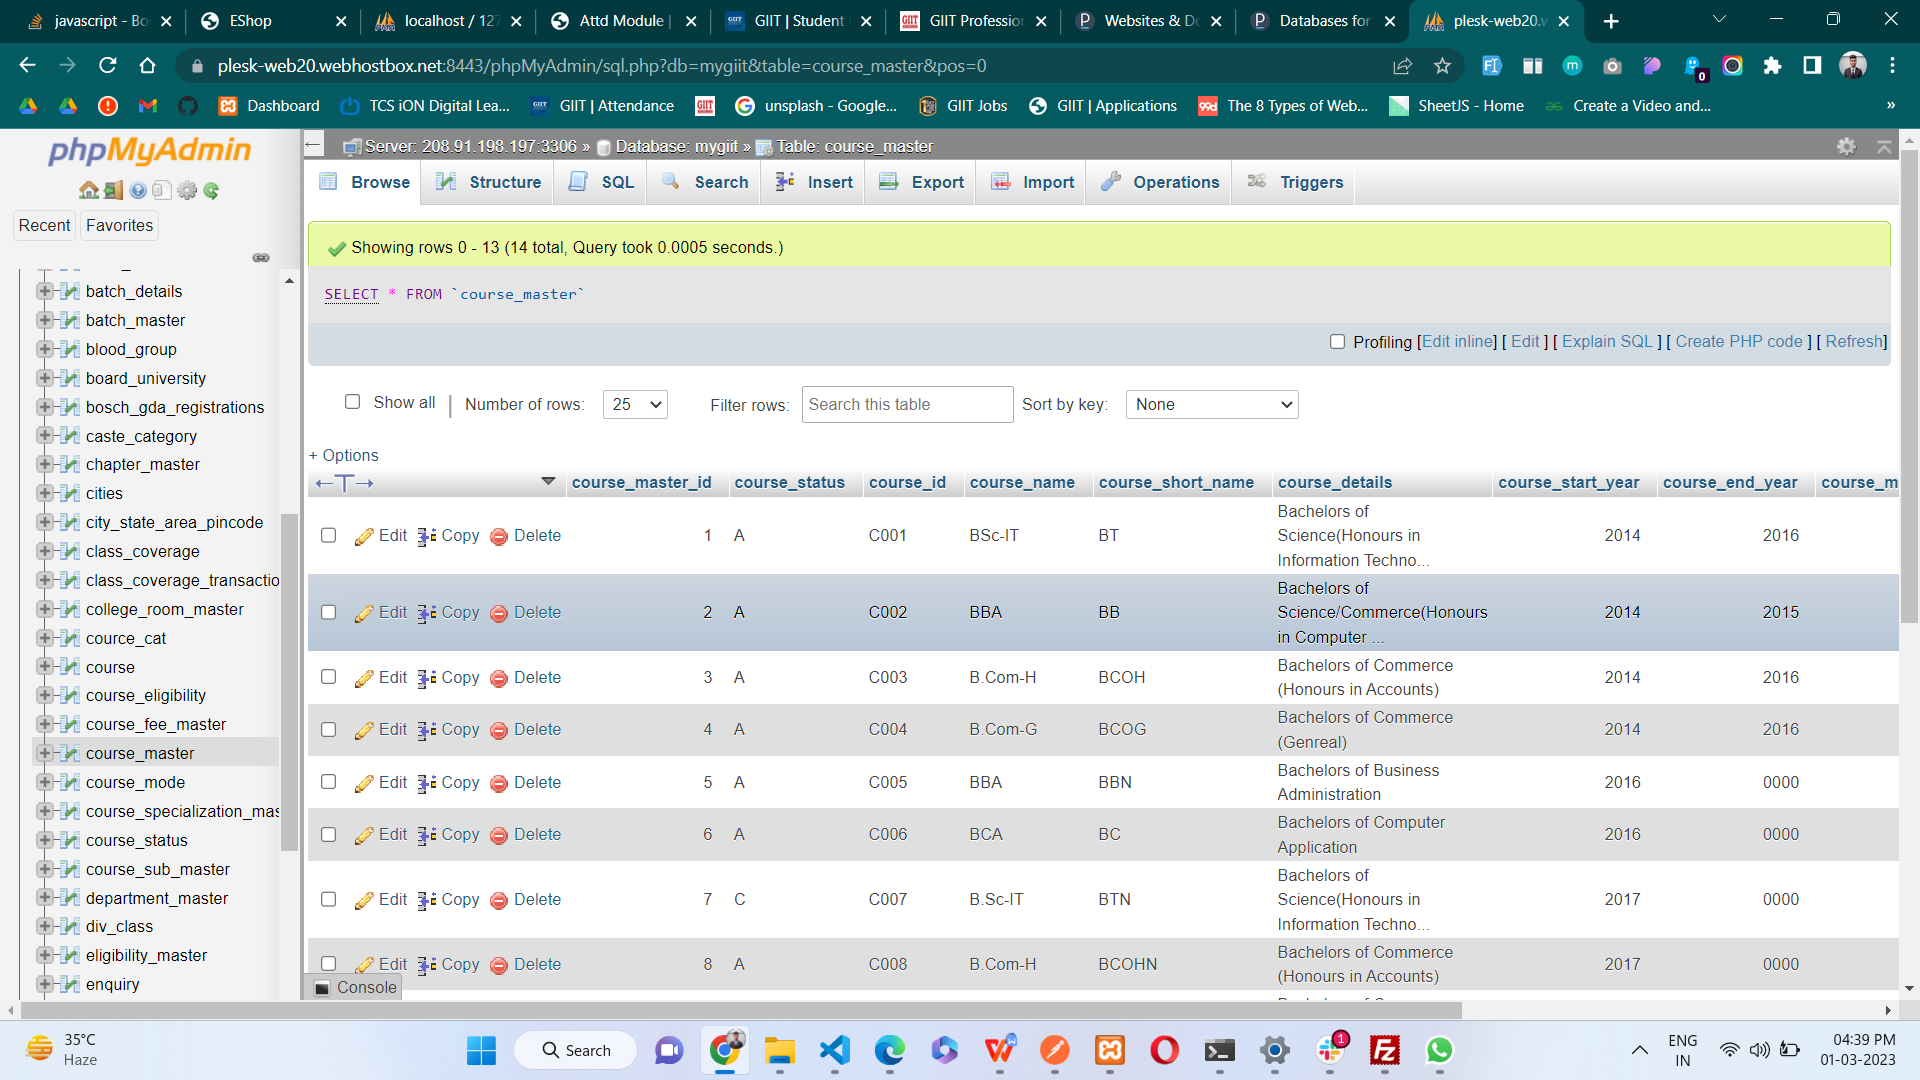 javascript - Bo
EShop
localhost / 127
Attd Module |
GIIT | Student
GIIT Profession
Websites & Do
Databases for
plesk-web20.w
plesk-web20.webhostbox.net:8443/phpMyAdmin/sql.php?db=mygiit&table=course_master&pos=0
Dashboard
TCS iON Digital Lea...
GIIT | Attendance
unsplash - Google...
GIIT Jobs
GIIT | Applications
The 8 Types of Web...
SheetJS - Home
Create a Video and...
»
phpMyAdmin
Recent
Favorites
batch_details
batch_master
blood_group
board_university
bosch_gda_registrations
caste_category
chapter_master
cities
city_state_area_pincode
class_coverage
class_coverage_transactio
college_room_master
cource_cat
course
course_eligibility
course_fee_master
course_master
course_mode
course_specialization_mas
course_status
course_sub_master
department_master
div_class
eligibility_master
enquiry
Server: 208.91.198.197:3306 » Database: mygiit » Table: course_master
Browse
Structure
SQL
Search
Insert
Export
Import
Operations
Triggers
Showing rows 0 - 13 (14 total, Query took 0.0005 seconds.)
SELECT * FROM `course_master`
Profiling [Edit inline] [ Edit ] [ Explain SQL ] [ Create PHP code ] [ Refresh]
Show all | Number of rows: 25 Filter rows: Search this table Sort by key: None
+ Options
←T→ course_master_id course_status course_id course_name course_short_name course_details course_start_year course_end_year course_m
Edit Copy Delete 1 A C001 BSc-IT BT Bachelors of Science(Honours in Information Techno... 2014 2016
Edit Copy Delete 2 A C002 BBA BB Bachelors of Science/Commerce(Honours in Computer ... 2014 2015
Edit Copy Delete 3 A C003 B.Com-H BCOH Bachelors of Commerce (Honours in Accounts) 2014 2016
Edit Copy Delete 4 A C004 B.Com-G BCOG Bachelors of Commerce (Genreal) 2014 2016
Edit Copy Delete 5 A C005 BBA BBN Bachelors of Business Administration 2016 0000
Edit Copy Delete 6 A C006 BCA BC Bachelors of Computer Application 2016 0000
Edit Copy Delete 7 C C007 B.Sc-IT BTN Bachelors of Science(Honours in Information Techno... 2017 0000
Edit Copy Delete 8 A C008 B.Com-H BCOHN Bachelors of Commerce (Honours in Accounts) 2017 0000
Console
35°C
Haze
Search
ENG
IN
04:39 PM
01-03-2023